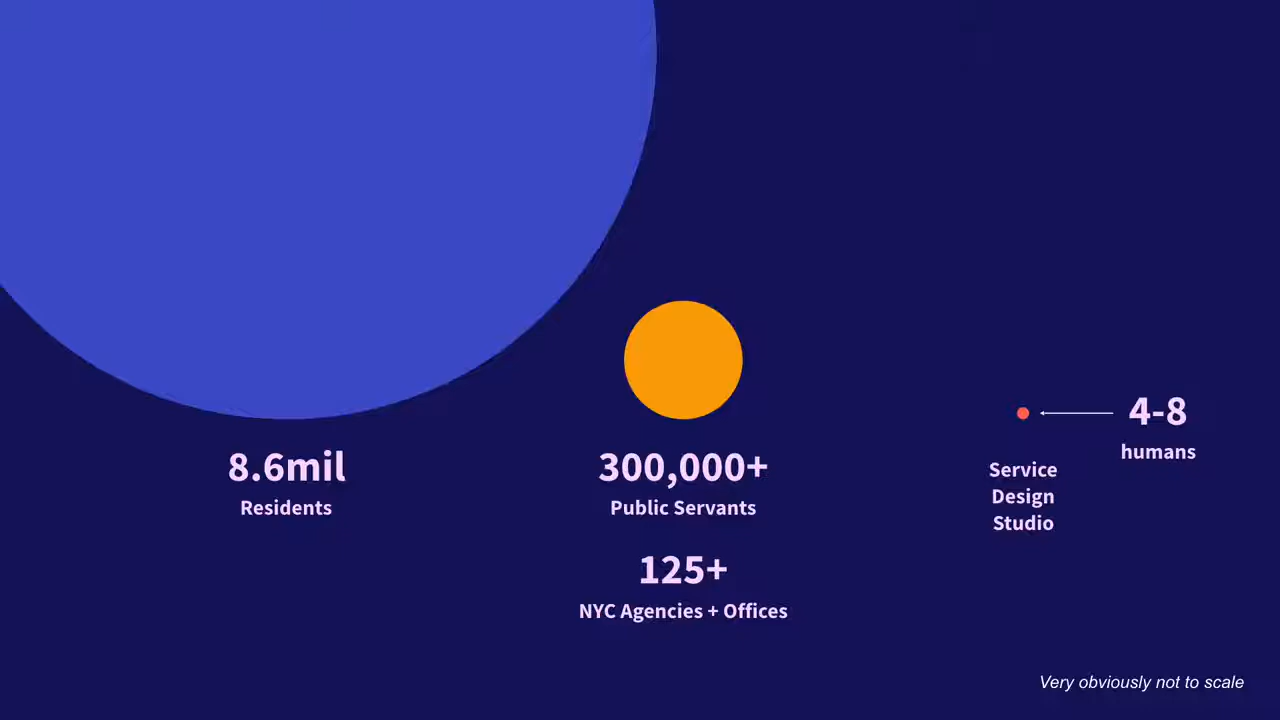 8.6mil
Residents
300,000+
Public Servants
125+
NYC Agencies + Offices
4-8
humans
Service
Design
Studio
Very obviously not to scale